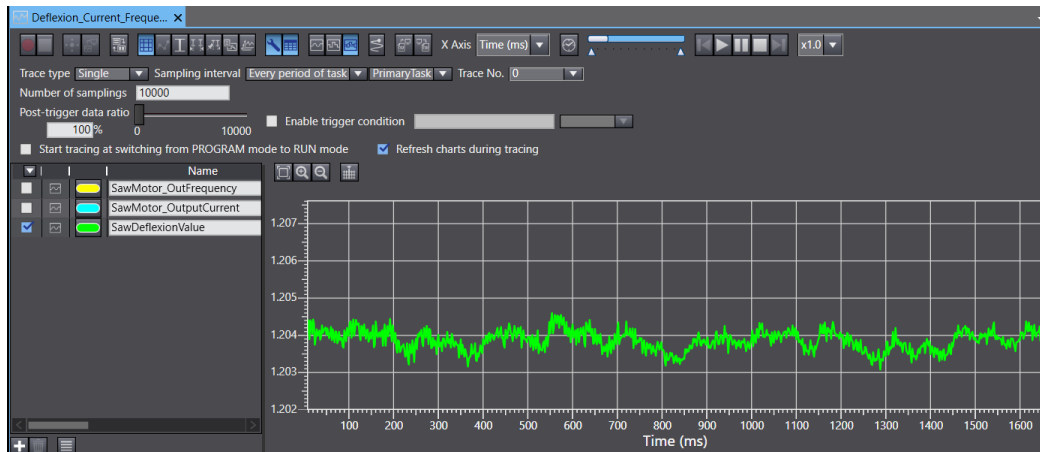 Deflexion_Current_Freque... X
X Axis Time (ms) x1.0
Trace type Single Sampling interval Every period of task PrimaryTask Trace No. 0
Number of samplings 10000
Post-trigger data ratio
100 % 0 10000 Enable trigger condition
Start tracing at switching from PROGRAM mode to RUN mode Refresh charts during tracing
Name
SawMotor_OutFrequency
SawMotor_OutputCurrent
SawDeflexionValue
1.207
1.206
1.205
1.204
1.203
1.202
100 200 300 400 500 600 700 800 900 1000 1100 1200 1300 1400 1500 1600
Time (ms)